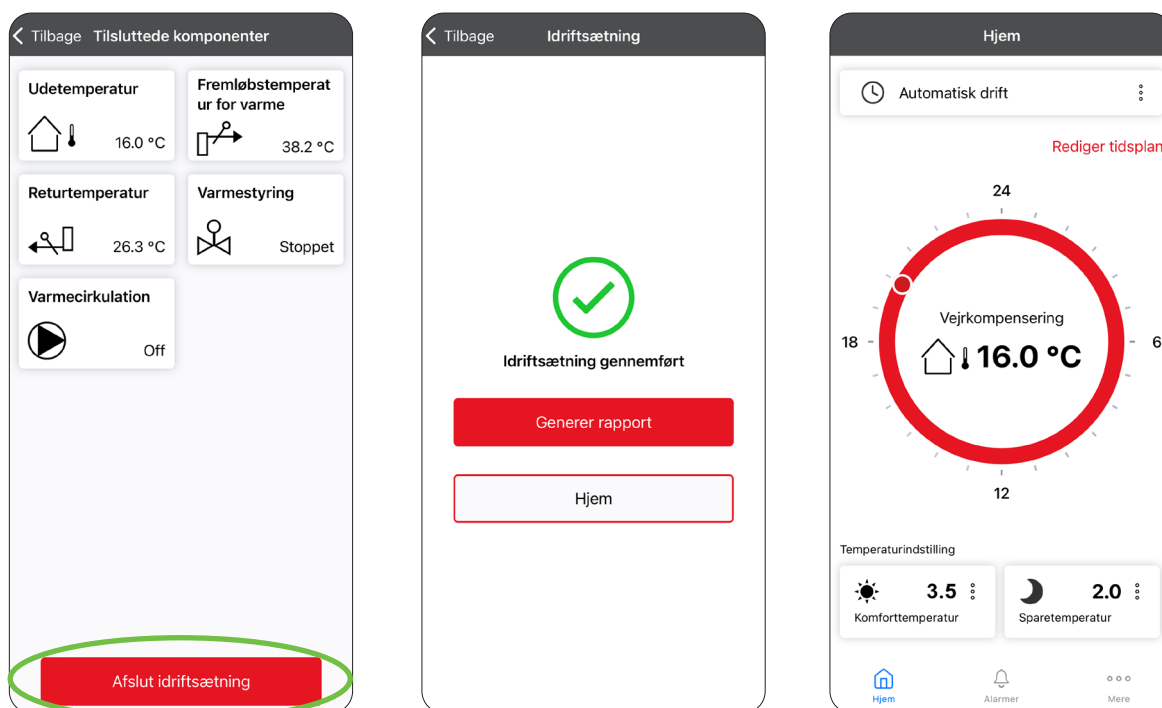 Tilbage Tilsluttede komponenter
Udetemperatur
16.0 °C
Fremløbstemperat
ur for varme
38.2 °C
Returtemperatur
26.3 °C
Varmestyring
Stoppet
Varmecirkulation
Off
Afslut idriftsætning
Tilbage Idriftsætning
Idriftsætning gennemført
Generer rapport
Hjem
Hjem
Automatisk drift
Rediger tidsplan
24
18
6
12
Vejrkompensering
16.0 °C
Temperaturindstilling
3.5
Komforttemperatur
2.0
Sparetemperatur
Hjem
Alarmer
Mere